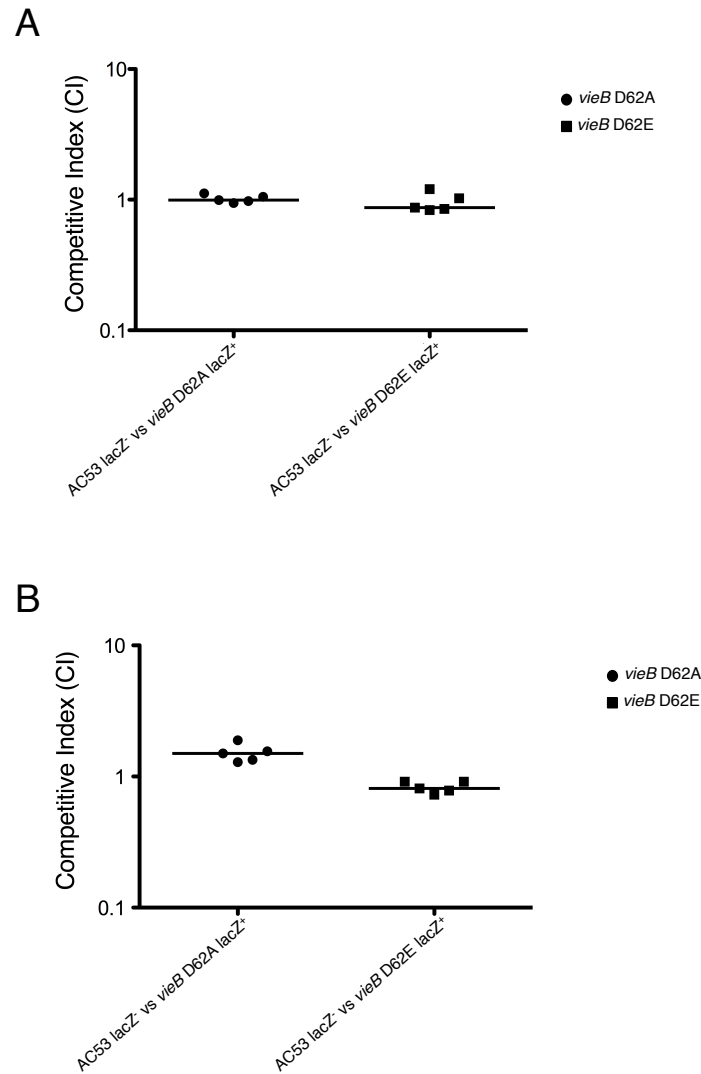 A
Competitive Index (CI)
10
1
0.1
vieB D62A
vieB D62E
AC53 lacZ⁻ vs vieB D62A lacZ⁺
AC53 lacZ⁻ vs vieB D62E lacZ⁺
B
Competitive Index (CI)
10
1
0.1
vieB D62A
vieB D62E
AC53 lacZ⁻ vs vieB D62A lacZ⁺
AC53 lacZ⁻ vs vieB D62E lacZ⁺